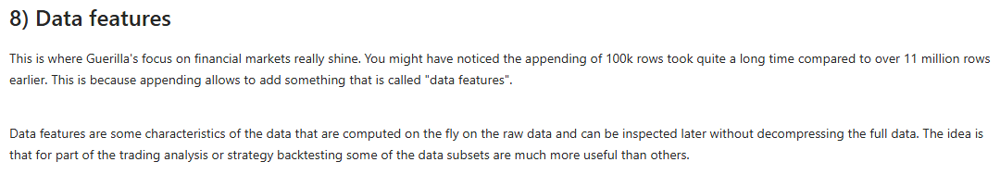 8) Data features
This is where Guerilla's focus on financial markets really shine. You might have noticed the appending of 100k rows took quite a long time compared to over 11 million rows
earlier. This is because appending allows to add something that is called "data features".
Data features are some characteristics of the data that are computed on the fly on the raw data and can be inspected later without decompressing the full data. The idea is
that for part of the trading analysis or strategy backtesting some of the data subsets are much more useful than others.